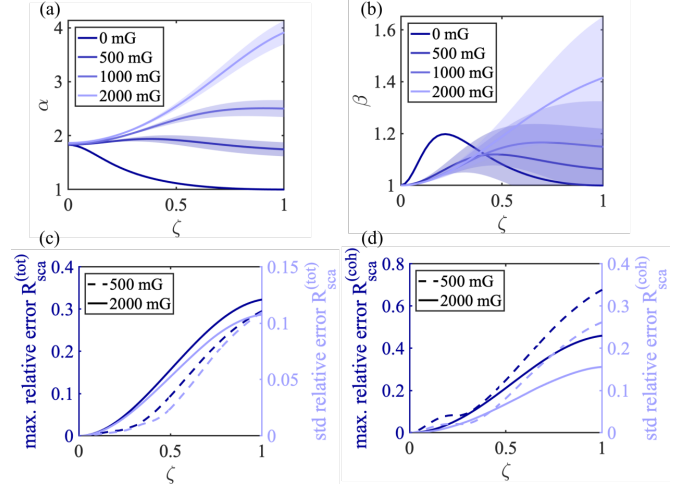 (a)
4
3
2
1
α
0 mG
500 mG
1000 mG
2000 mG
0
0.5
1
ζ
(b)
1.6
1.4
1.2
1
β
0 mG
500 mG
1000 mG
2000 mG
0
0.5
1
ζ
(c)
0.4
0.3
0.2
0.1
0
max. relative error R_sca^(tot)
500 mG
2000 mG
0.15
0.1
0.05
0
std relative error R_sca^(tot)
0
0.5
1
ζ
(d)
0.8
0.6
0.4
0.2
0
max. relative error R_sca^(coh)
500 mG
2000 mG
0.4
0.3
0.2
0.1
0
std relative error R_sca^(coh)
0
0.5
1
ζ